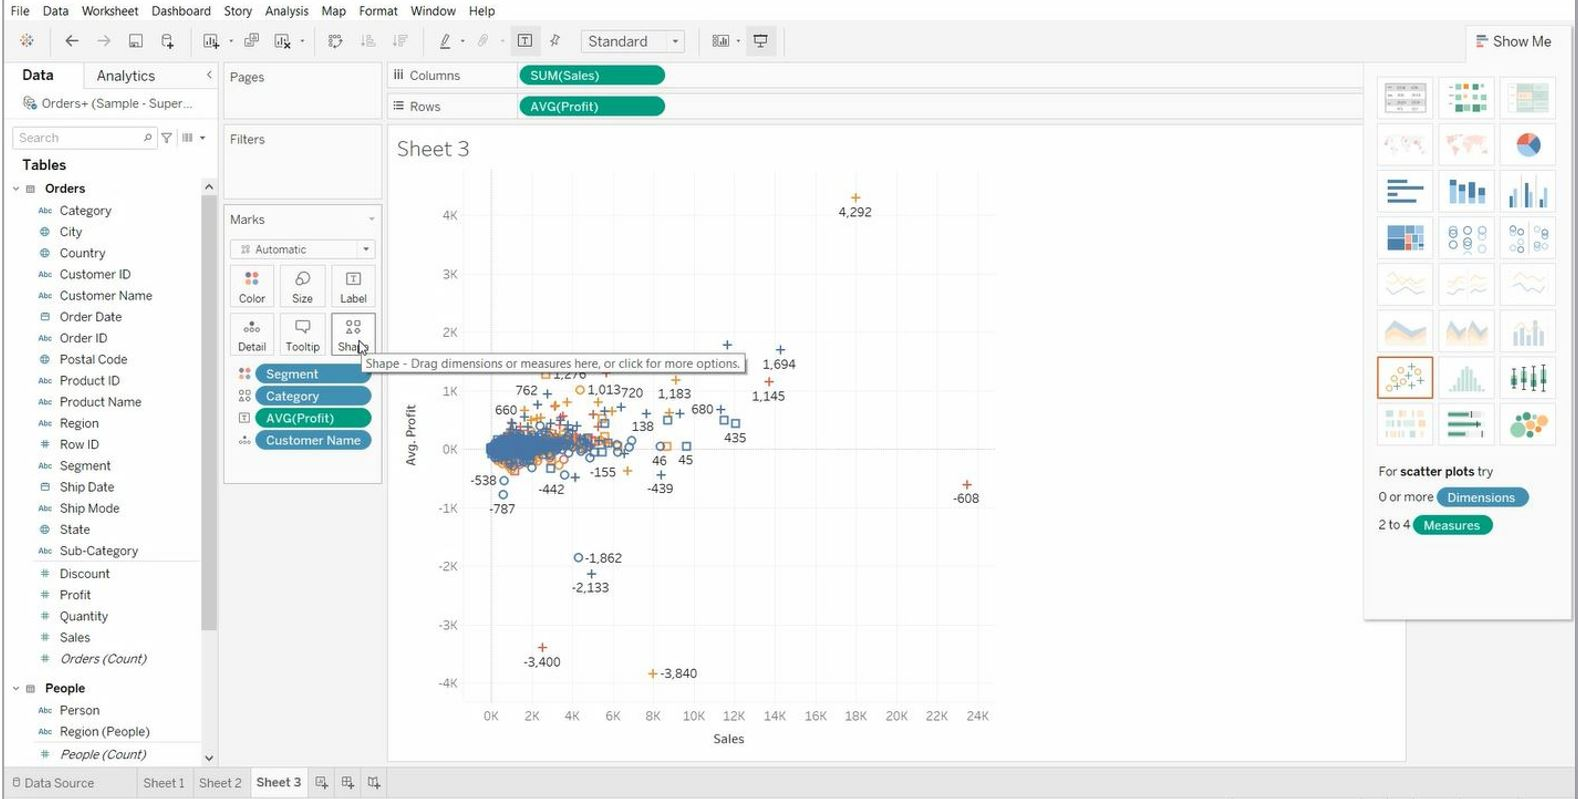 File Data Worksheet Dashboard Story Analysis Map Format Window Help
Standard
Show Me
Data Analytics
Orders+ (Sample - Super...
Search
Tables
Orders
Category
City
Country
Customer ID
Customer Name
Order Date
Order ID
Postal Code
Product ID
Product Name
Region
Row ID
Segment
Ship Date
Ship Mode
State
Sub-Category
Discount
Profit
Quantity
Sales
Orders (Count)
People
Person
Region (People)
People (Count)
Pages
Filters
Marks
Automatic
Color Size Label
Detail Tooltip
Segment
Category
AVG(Profit)
Customer Name
Columns SUM(Sales)
Rows AVG(Profit)
Sheet 3
Shape - Drag dimensions or measures here, or click for more options.
Avg. Profit
4K
3K
2K
1K
0K
-1K
-2K
-3K
-4K
4,292
1,694
1,145
1,276
762
1,013
720
1,183
660
680
138
435
46
45
-155
-538
-442
-439
-787
-608
-1,862
-2,133
-3,400
-3,840
0K 2K 4K 6K 8K 10K 12K 14K 16K 18K 20K 22K 24K
Sales
For scatter plots try
0 or more Dimensions
2 to 4 Measures
Data Source Sheet 1 Sheet 2 Sheet 3